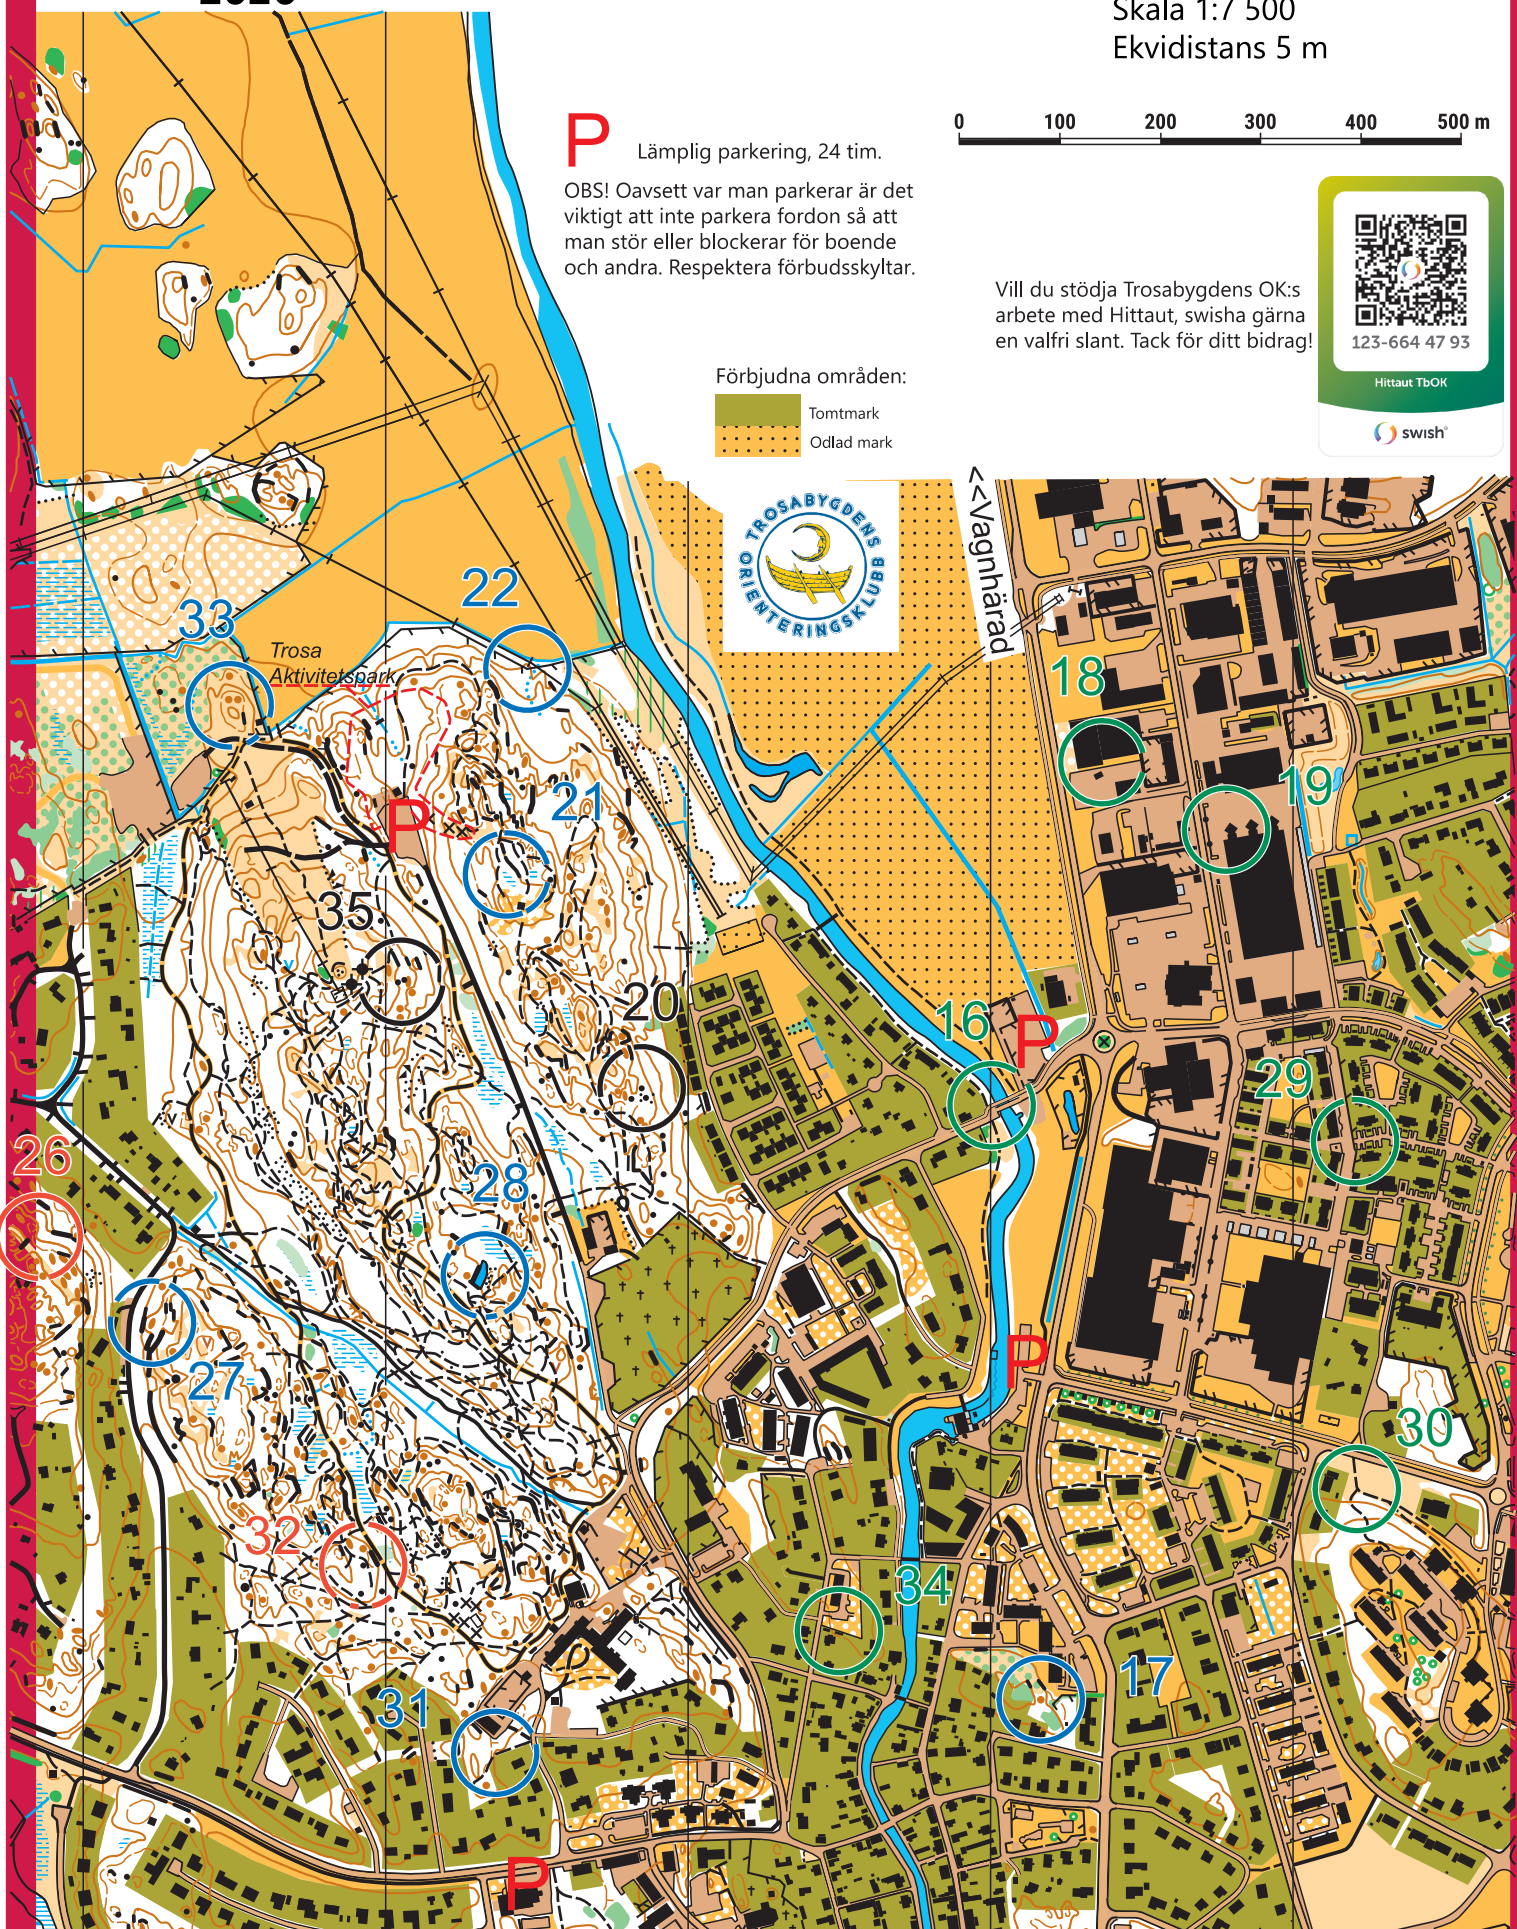 2020
Skala 1:7 500
Ekvidistans 5 m
0 100 200 300 400 500 m
P Lämplig parkering, 24 tim.
OBS! Oavsett var man parkerar är det
viktigt att inte parkera fordon så att
man stör eller blockerar för boende
och andra. Respektera förbudsskyltar.
Vill du stödja Trosabygdens OK:s
arbete med Hittaut, swisha gärna
en valfri slant. Tack för ditt bidrag!
123-664 47 93
Hittaut TbOK
swish
Förbjudna områden:
Tomtmark
Odlad mark
TROSABYGDENS
ORIENTERINGSKLUBB
<<Vagnhärad
22
33
Trosa
Aktivitetspark
18
19
21
P
35
20
16
P
29
26
28
27
P
30
32
34
17
31
P